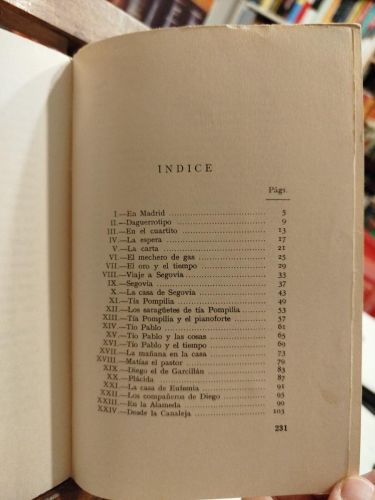 INDICE
Págs.
I.—En Madrid 5
II.—Daguerrotipo 9
III.—En el cuartito 13
IV.—La espera 17
V.—La carta 21
VI.—El mechero de gas 25
VII.—El oro y el tiempo 29
VIII.—Viaje a Segovia 33
IX.—Segovia 37
X.—La casa de Segovia 43
XI.—Tía Pompilia 49
XII.—Los saragüetes de tía Pompilia 53
XIII.—Tía Pompilia y el pianoforte 57
XIV.—Tío Pablo 61
XV.—Tío Pablo y las cosas 65
XVI.—Tío Pablo y el tiempo 69
XVII.—La mañana en la casa 73
XVIII.—Matías el pastor 79
XIX.—Diego el de Garcillán 83
XX.—Plácida 87
XXI.—La casa de Eufemia 91
XXII.—Los compañeros de Diego 95
XXIII.—En la Alameda 99
XXIV.—Desde la Canaleja 103
231